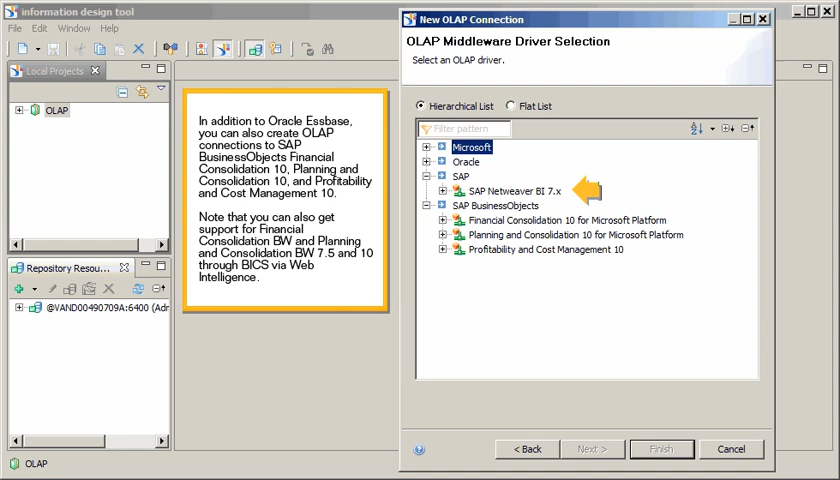 information design tool
File Edit Window Help
Local Projects
OLAP
In addition to Oracle Essbase,
you can also create OLAP
connections to SAP
BusinessObjects Financial
Consolidation 10, Planning and
Consolidation 10, and Profitability
and Cost Management 10.
Note that you can also get
support for Financial
Consolidation BW and Planning
and Consolidation BW 7.5 and 10
through BICS via Web
Intelligence.
Repository Resou...
@VAND00490709A:6400 (Adr
OLAP
New OLAP Connection
OLAP Middleware Driver Selection
Select an OLAP driver.
Hierarchical List Flat List
Filter pattern
Microsoft
Oracle
SAP
SAP Netweaver BI 7.x
SAP BusinessObjects
Financial Consolidation 10 for Microsoft Platform
Planning and Consolidation 10 for Microsoft Platform
Profitability and Cost Management 10
< Back Next > Finish Cancel